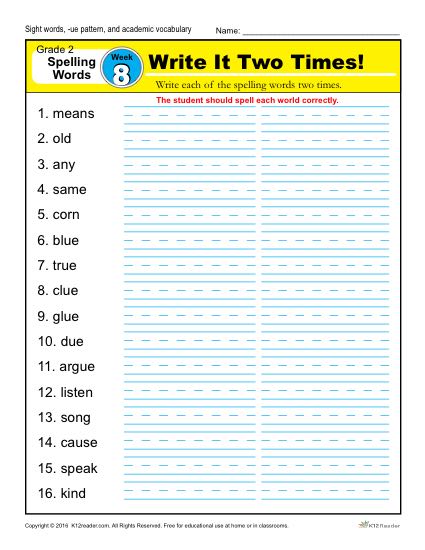 Sight words, -ue pattern, and academic vocabulary Name:
Grade 2
Spelling
Words
Week
8
Write It Two Times!
Write each of the spelling words two times.
The student should spell each world correctly.
1. means
2. old
3. any
4. same
5. corn
6. blue
7. true
8. clue
9. glue
10. due
11. argue
12. listen
13. song
14. cause
15. speak
16. kind
Copyright © 2016 K12reader.com. All Rights Reserved. Free for educational use at home or in classrooms.
K12Reader